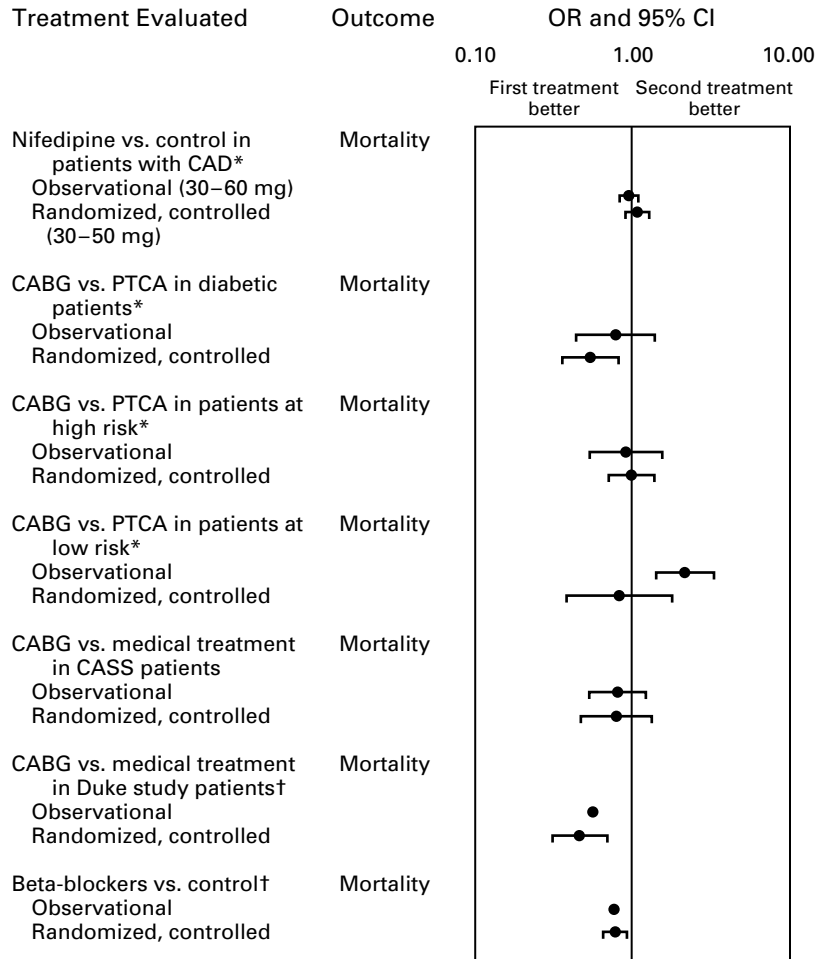 Treatment Evaluated Outcome OR and 95% CI
0.10 1.00 10.00
First treatment better Second treatment better
Nifedipine vs. control in Mortality
patients with CAD*
Observational (30–60 mg)
Randomized, controlled
(30–50 mg)
CABG vs. PTCA in diabetic Mortality
patients*
Observational
Randomized, controlled
CABG vs. PTCA in patients at Mortality
high risk*
Observational
Randomized, controlled
CABG vs. PTCA in patients at Mortality
low risk*
Observational
Randomized, controlled
CABG vs. medical treatment Mortality
in CASS patients
Observational
Randomized, controlled
CABG vs. medical treatment Mortality
in Duke study patients†
Observational
Randomized, controlled
Beta-blockers vs. control† Mortality
Observational
Randomized, controlled